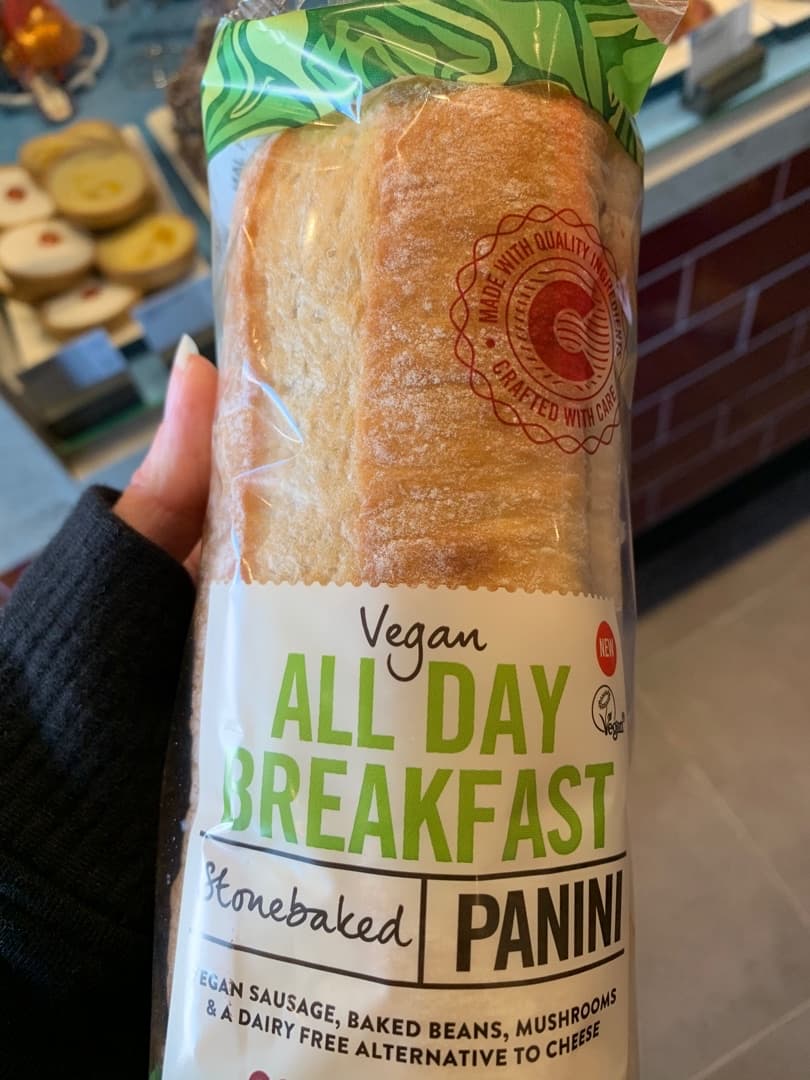 MADE WITH QUALITY INGREDIENTS
CRAFTED WITH CARE
Vegan
NEW
ALL DAY
Vegan
BREAKFAST
Stonebaked
PANINI
VEGAN SAUSAGE, BAKED BEANS, MUSHROOMS
& A DAIRY FREE ALTERNATIVE TO CHEESE